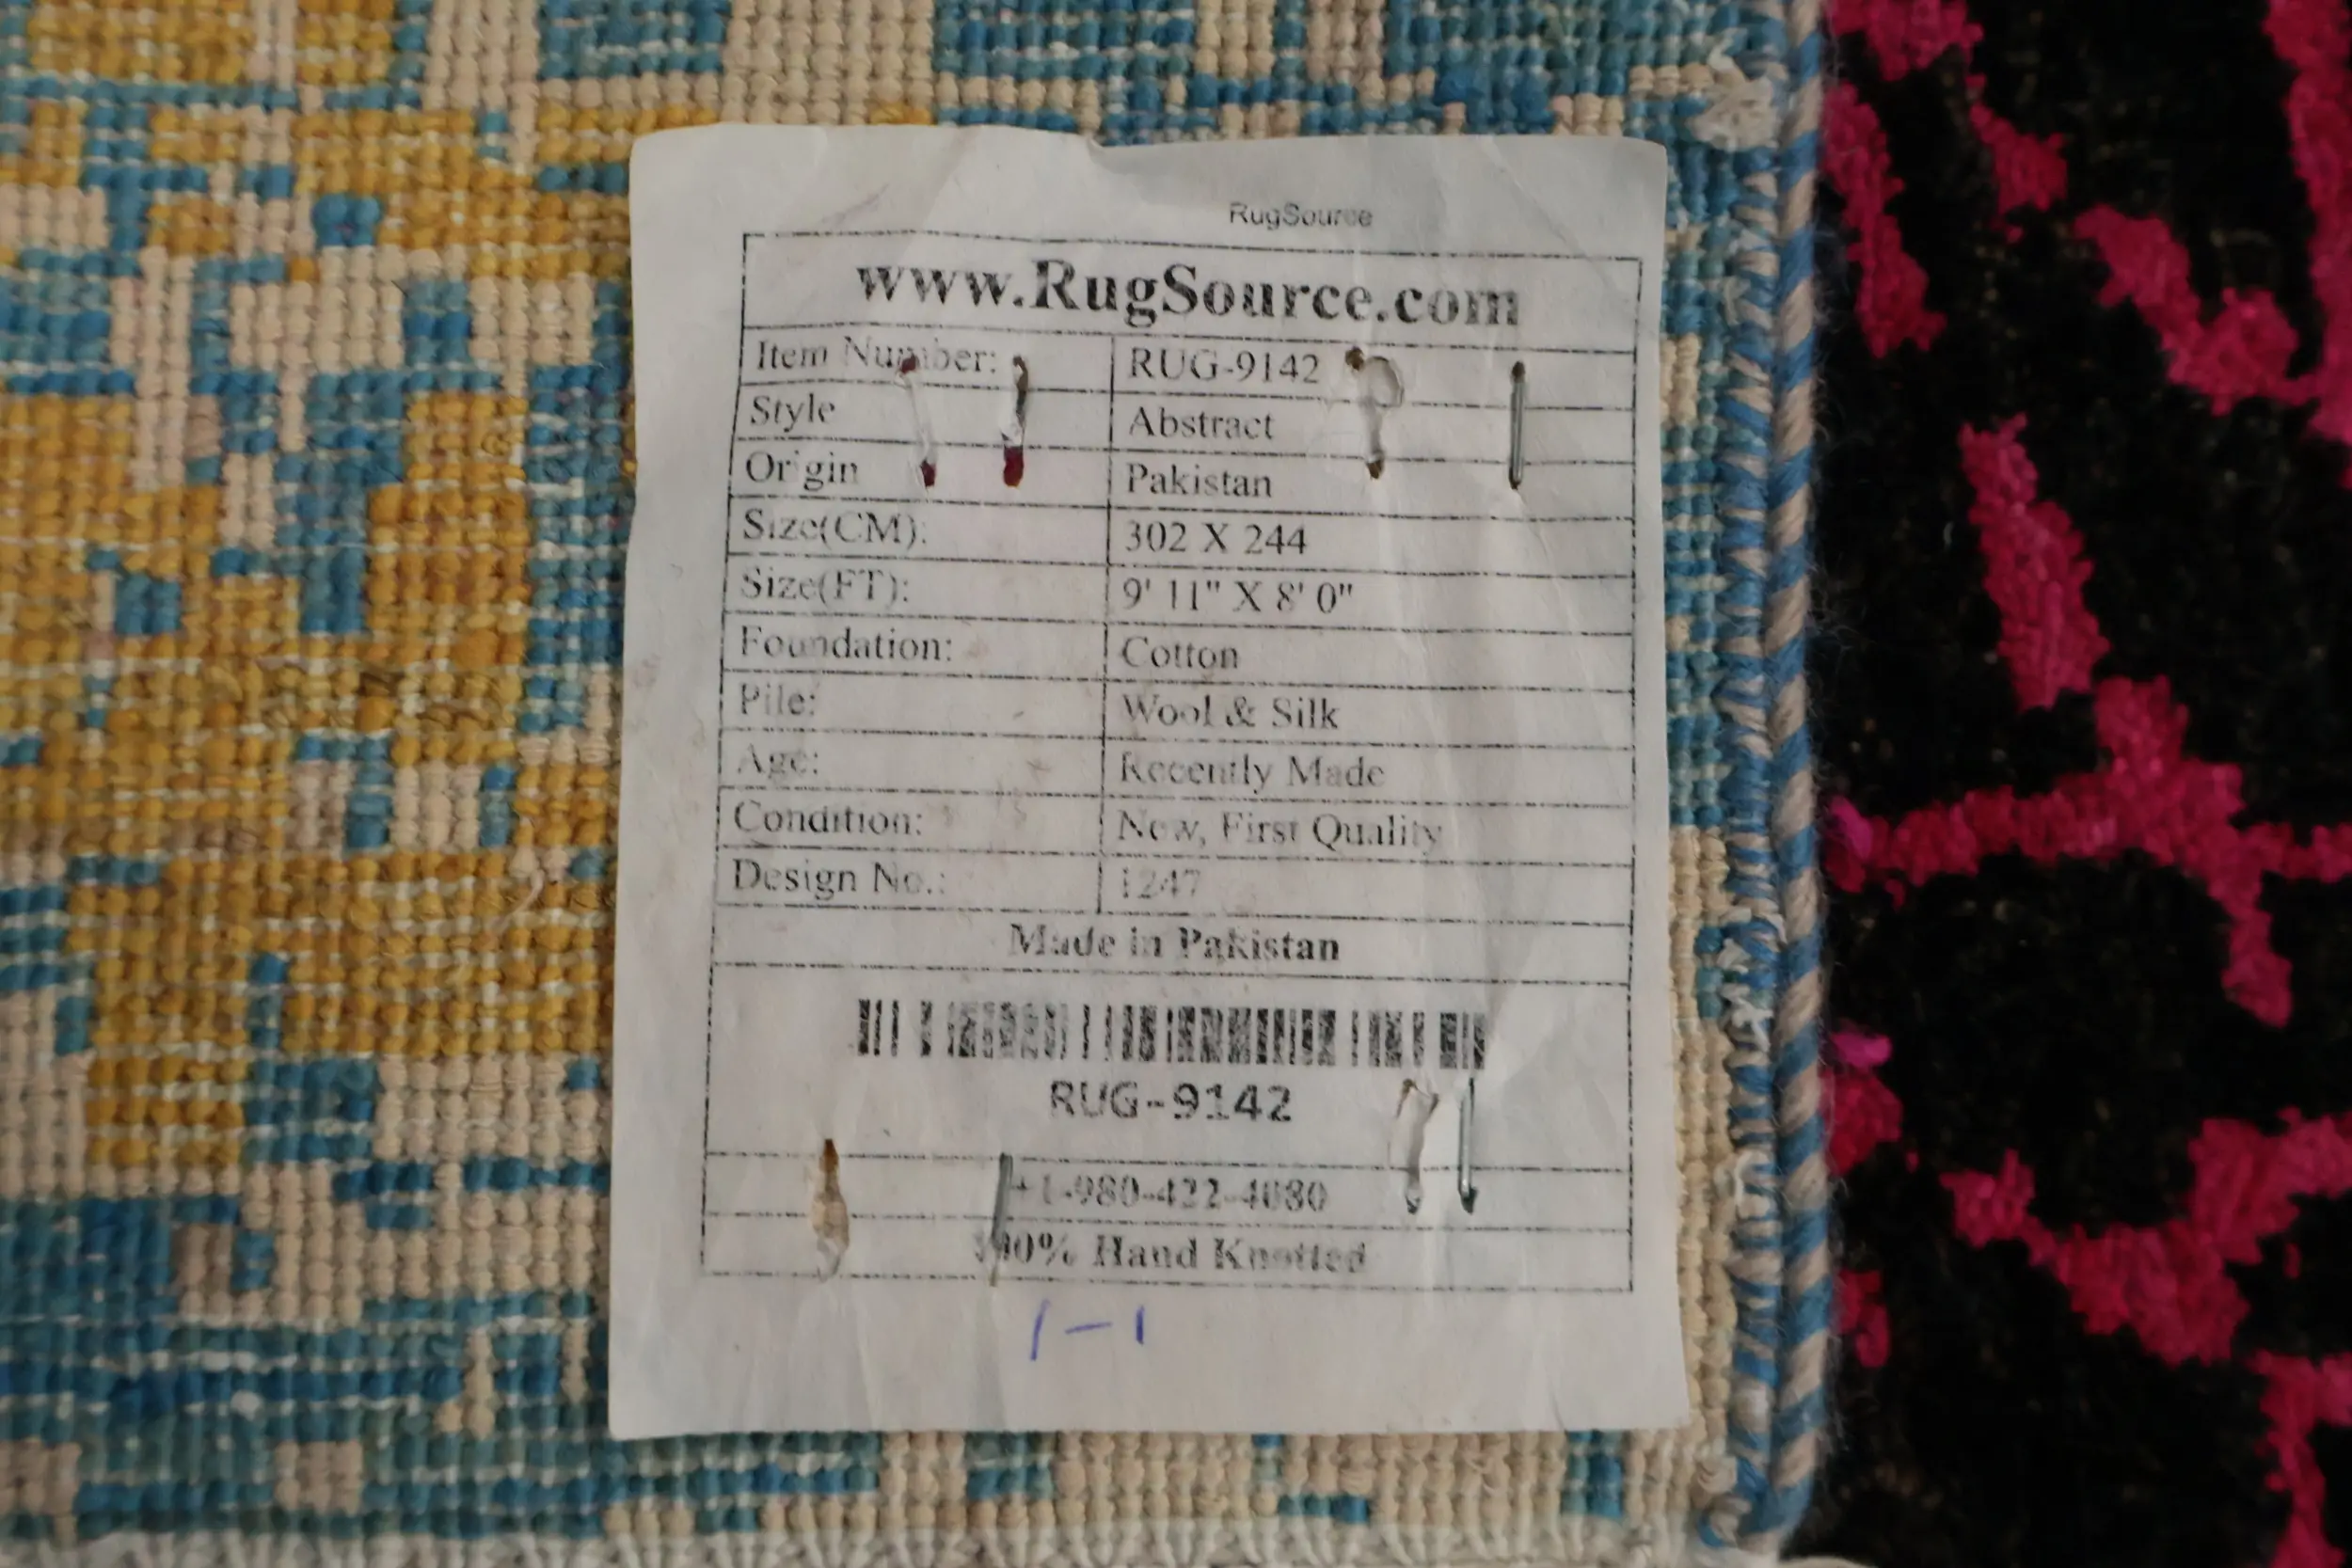 RugSource
www.RugSource.com
Item Number: RUG-9142
Style Abstract
Origin Pakistan
Size(CM): 302 X 244
Size(FT): 9' 11" X 8' 0"
Foundation: Cotton
Pile: Wool & Silk
Age: Recently Made
Condition: New, First Quality
Design No.: 1247
Made in Pakistan
RUG-9142
+1-980-422-4080
100% Hand Knotted
1-1